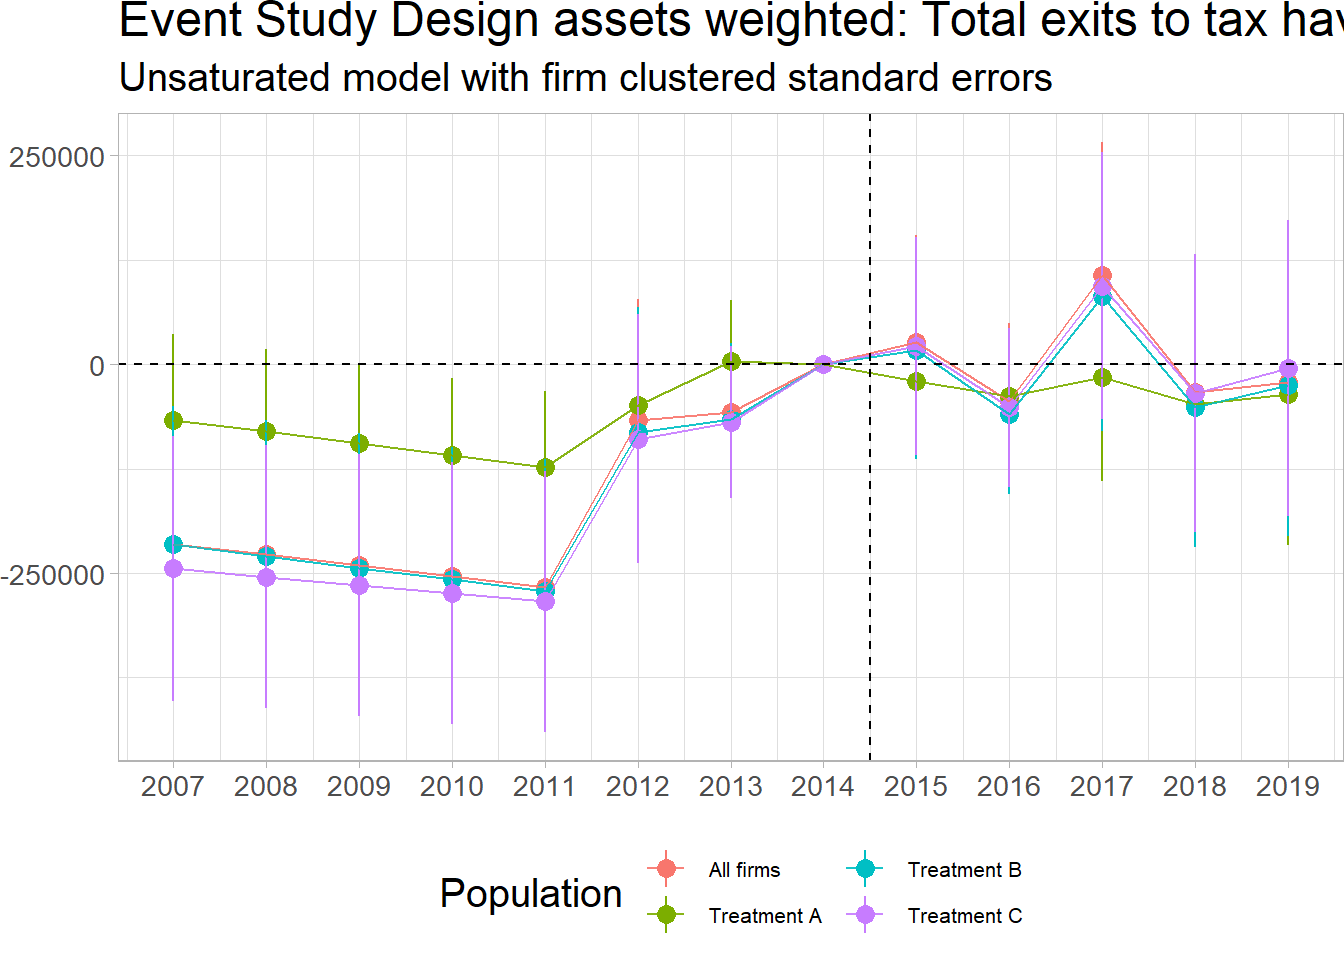 Event Study Design assets weighted: Total exits to tax
Unsaturated model with firm clustered standard errors
250000
0
-250000
2007 2008 2009 2010 2011 2012 2013 2014 2015 2016 2017 2018 2019
Population
All firms
Treatment B
Treatment A
Treatment C